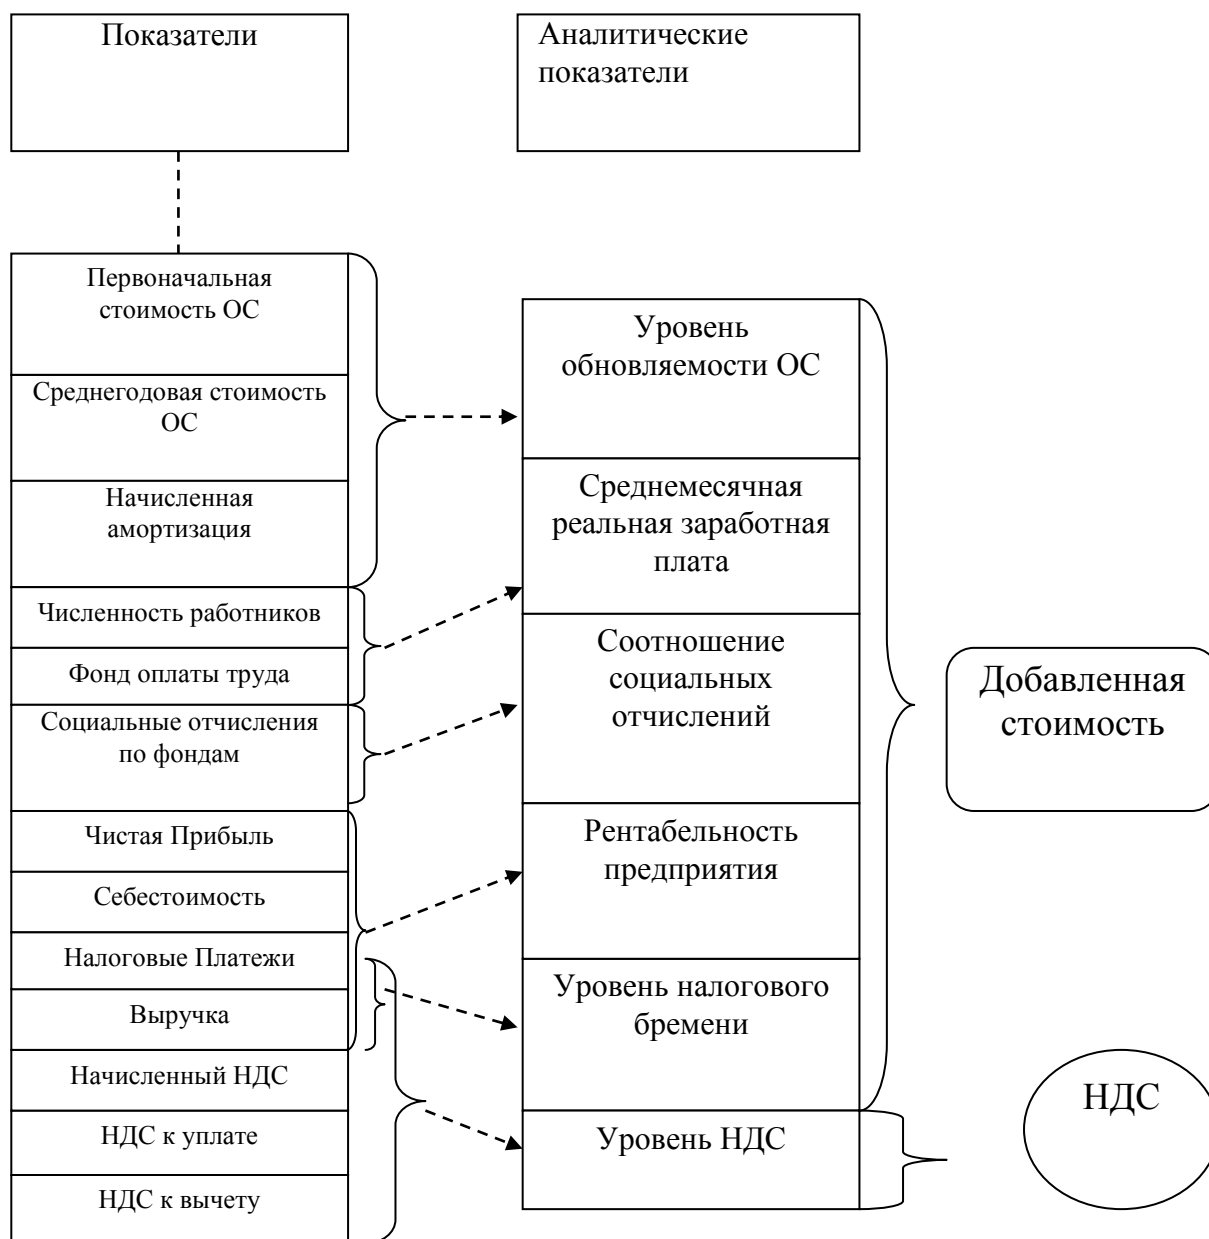 Показатели
Аналитические
показатели
Первоначальная
стоимость ОС
Среднегодовая стоимость
ОС
Начисленная
амортизация
Численность работников
Фонд оплаты труда
Социальные отчисления
по фондам
Чистая Прибыль
Себестоимость
Налоговые Платежи
Выручка
Начисленный НДС
НДС к уплате
НДС к вычету
Уровень
обновляемости ОС
Среднемесячная
реальная заработная
плата
Соотношение
социальных
отчислений
Рентабельность
предприятия
Уровень налогового
бремени
Уровень НДС
Добавленная
стоимость
НДС